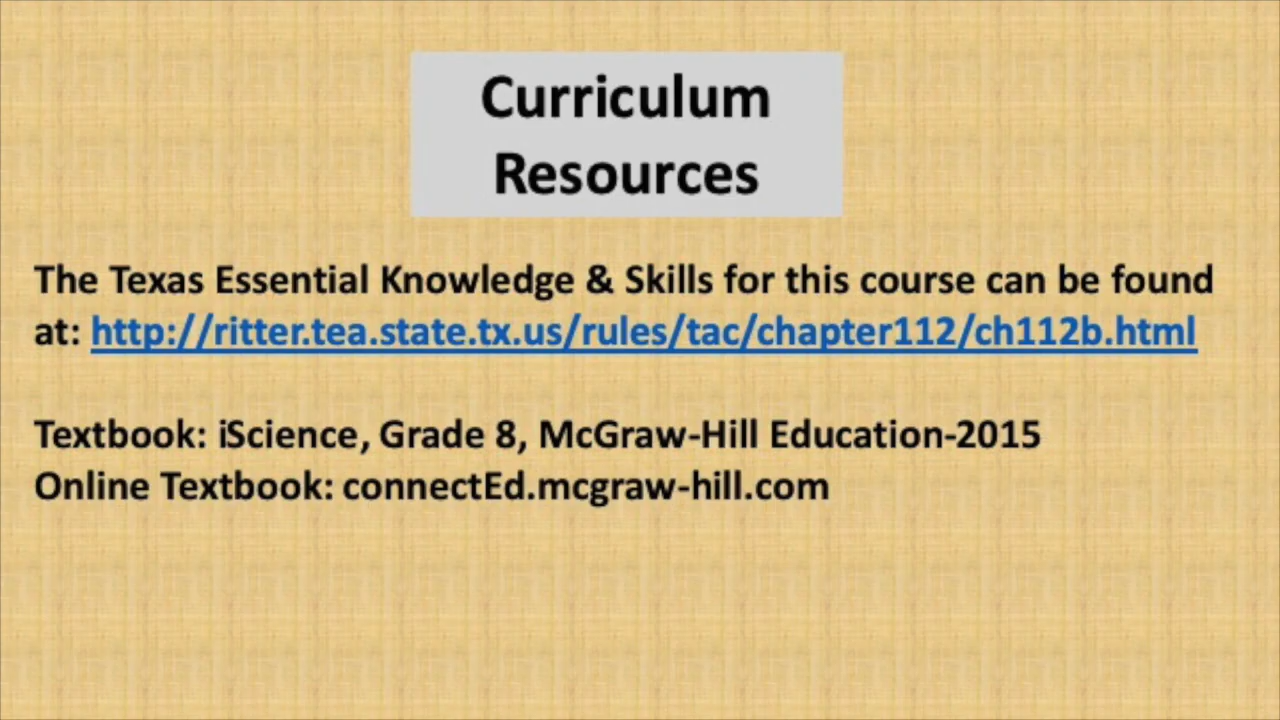 Curriculum
Resources
The Texas Essential Knowledge & Skills for this course can be found
at: http://ritter.tea.state.tx.us/rules/tac/chapter112/ch112b.html
Textbook: iScience, Grade 8, McGraw-Hill Education-2015
Online Textbook: connectEd.mcgraw-hill.com